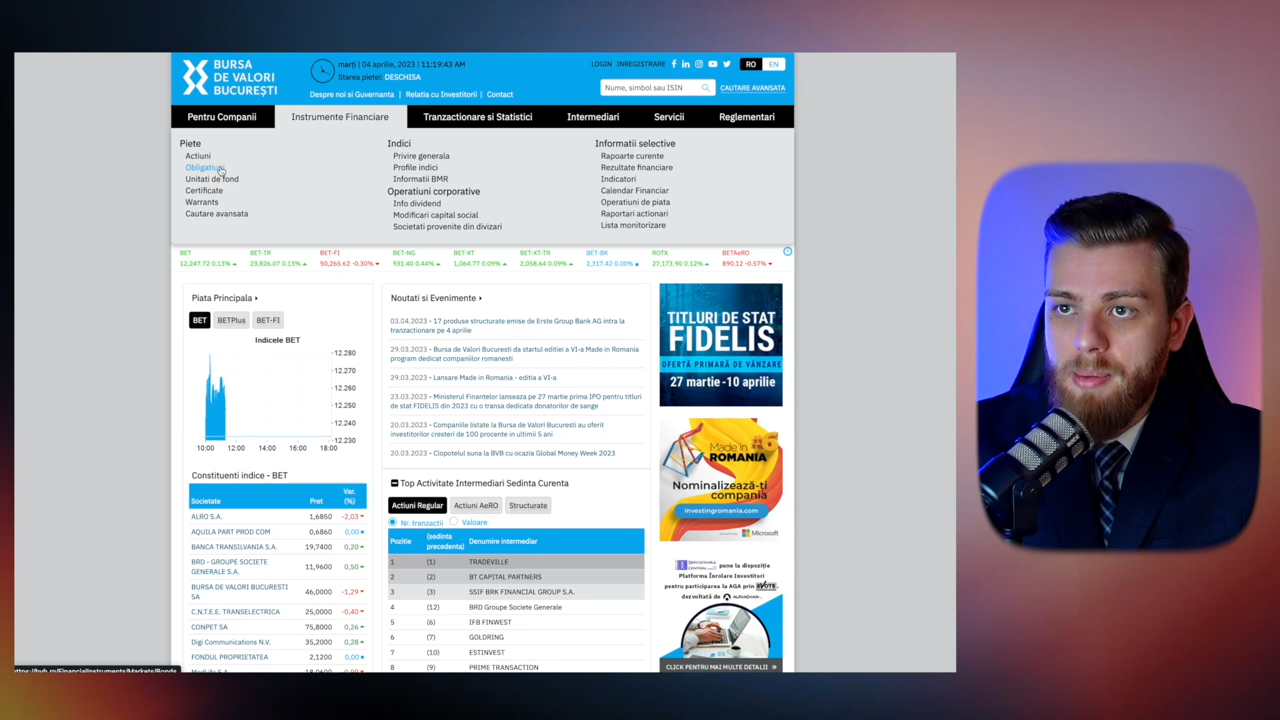 BURSA
DE VALORI
BUCUREȘTI
marți | 04 aprilie, 2023 | 11:19:43 AM
Starea pietei: DESCHISA
Despre noi si Guvernanta | Relatia cu Investitorii | Contact
LOGIN INREGISTRARE
RO EN
Nume, simbol sau ISIN
CAUTARE AVANSATA
Pentru Companii
Instrumente Financiare
Tranzactionare si Statistici
Intermediari
Servicii
Reglementari
Piete
Actiuni
Obligatiuni
Unitati de fond
Certificate
Warrants
Cautare avansata
Indici
Privire generala
Profile indici
Informatii BMR
Operatiuni corporative
Info dividend
Modificari capital social
Societati provenite din divizari
Informatii selective
Rapoarte curente
Rezultate financiare
Indicatori
Calendar Financiar
Operatiuni de piata
Raportari actionari
Lista monitorizare
BET
12,247.72 0.13%
BET-TR
23,826.07 0.13%
BET-FI
50,265.62 -0.30%
BET-NG
931.40 0.44%
BET-XT
1,064.77 0.09%
BET-XT-TR
2,058.64 0.09%
BET-BK
2,317.42 0.00%
ROTX
27,173.90 0.12%
BETAeRO
890.12 -0.57%
Piata Principala
BET BETPlus BET-FI
Indicele BET
12.280
12.270
12.260
12.250
12.240
12.230
10:00 12:00 14:00 16:00 18:00
Constituenti indice - BET
Societate Pret Var. (%)
ALRO S.A. 1,6850 -2,03
AQUILA PART PROD COM 0,6860 0,00
BANCA TRANSILVANIA S.A. 19,7400 0,20
BRD - GROUPE SOCIETE
GENERALE S.A. 11,9600 0,50
BURSA DE VALORI BUCURESTI
SA 46,0000 -1,29
C.N.T.E.E. TRANSELECTRICA 25,0000 -0,40
CONPET SA 75,8000 0,26
Digi Communications N.V. 35,2000 0,28
FONDUL PROPRIETATEA 2,1200 0,00
Noutati si Evenimente
03.04.2023 - 17 produse structurate emise de Erste Group Bank AG intra la
tranzactionare pe 4 aprilie
29.03.2023 - Bursa de Valori Bucuresti da startul editiei a VI-a Made in Romania
program dedicat companiilor romanesti
29.03.2023 - Lansare Made in Romania - editia a VI-a
23.03.2023 - Ministerul Finantelor lanseaza pe 27 martie prima IPO pentru titluri
de stat FIDELIS din 2023 cu o transa dedicata donatorilor de sange
20.03.2023 - Companiile listate la Bursa de Valori Bucuresti au oferit
investitorilor cresteri de 100 procente in ultimii 5 ani
20.03.2023 - Clopotelul suna la BVB cu ocazia Global Money Week 2023
Top Activitate Intermediari Sedinta Curenta
Actiuni Regular Actiuni AeRO Structurate
Nr. tranzactii Valoare
Pozitie (sedinta precedenta) Denumire intermediar
1 (1) TRADEVILLE
2 (2) BT CAPITAL PARTNERS
3 (3) SSIF BRK FINANCIAL GROUP S.A.
4 (12) BRD Groupe Societe Generale
5 (6) IFB FINWEST
6 (7) GOLDRING
7 (10) ESTINVEST
8 (9) PRIME TRANSACTION
TITLURI DE STAT
FIDELIS
OFERTĂ PRIMARĂ DE VÂNZARE
27 martie -10 aprilie
Made in
ROMANIA
Nominalizează-ți
compania
investingromania.com
Microsoft
pune la dispoziție
Platforma Înrolare Investitori
pentru participarea la AGA prin eVOTE
dezvoltată de AURACHAIN
CLICK PENTRU MAI MULTE DETALII
https://bvb.ro/FinancialInstruments/Markets/Bonds